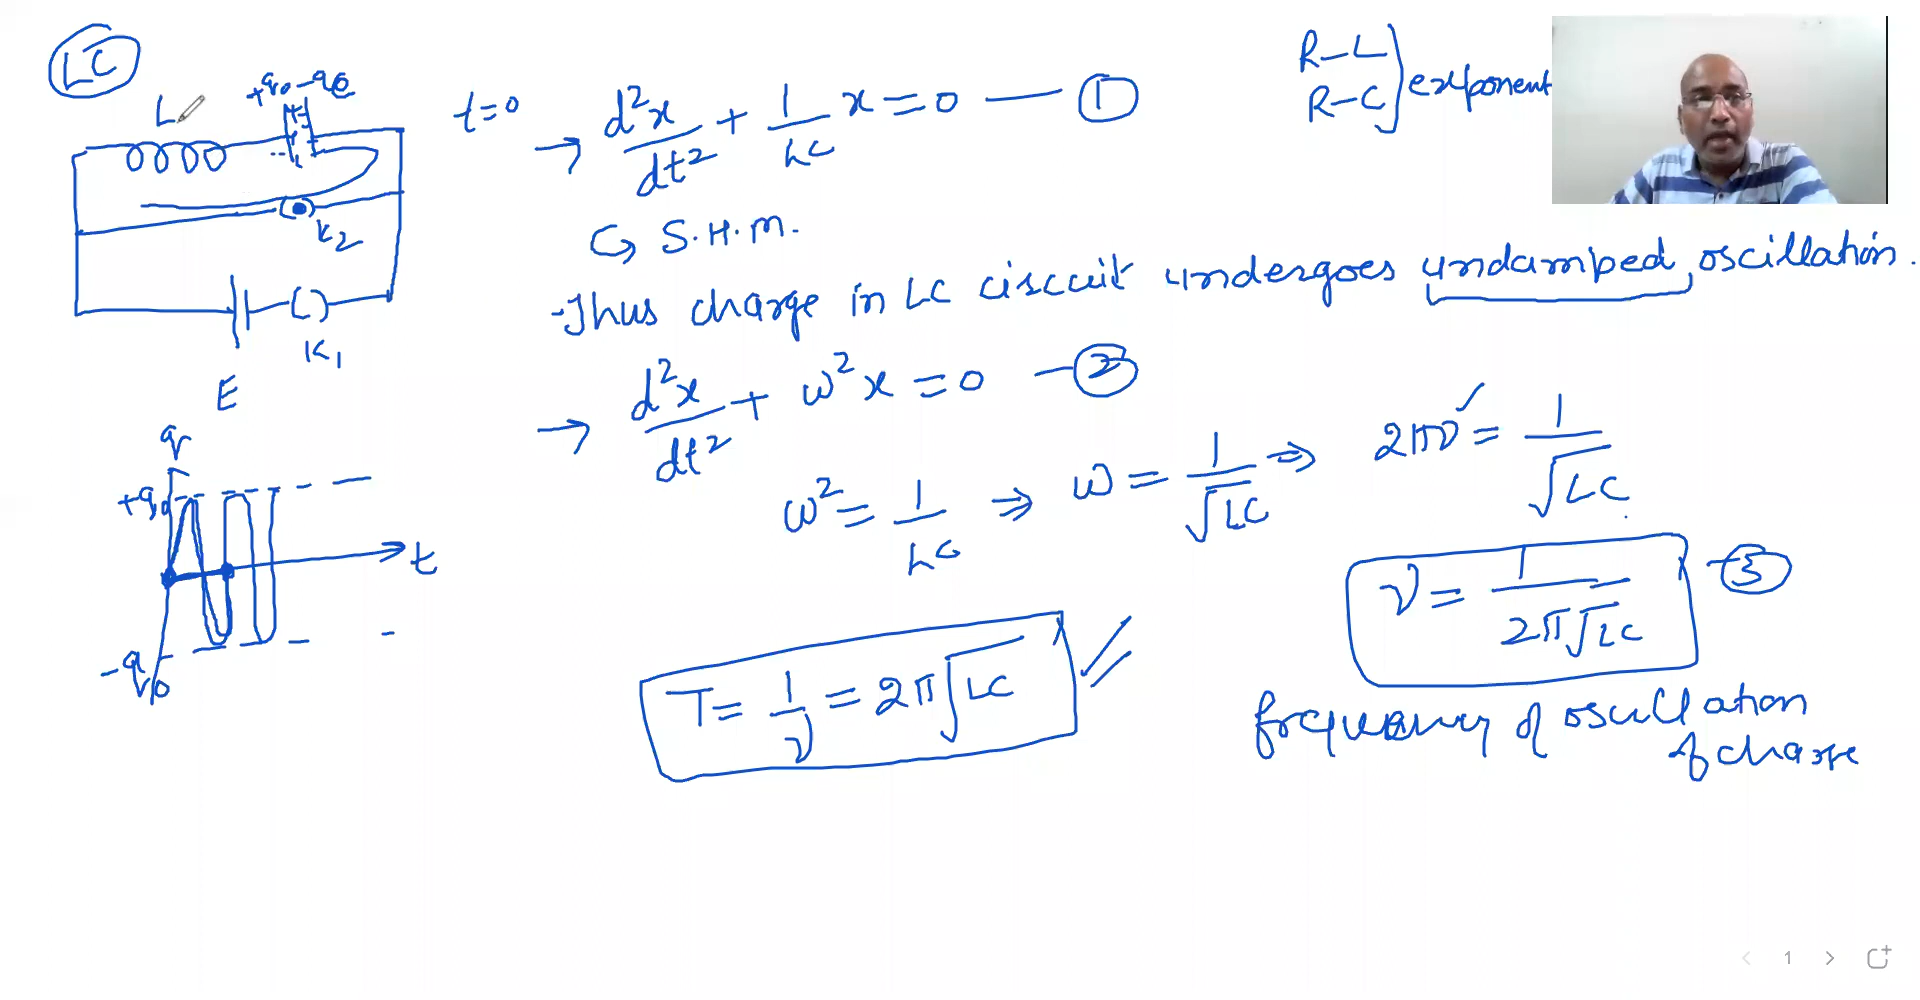 LC
+q₀ -q₀
L
K₂
K₁
E
t=0
d²x/dt² + 1/LC x = 0 — ①
R-L
R-C } exponent
S.H.M.
Thus charge in LC circuit undergoes undamped oscillation.
d²x/dt² + ω²x = 0 — ②
ω² = 1/LC ⇒ ω = 1/√LC ⇒ 2πν = 1/√LC
q
+q₀
t
-q₀
ν = 1/2π√LC — ③
T = 1/ν = 2π√LC
frequency of oscillation
of charge
1